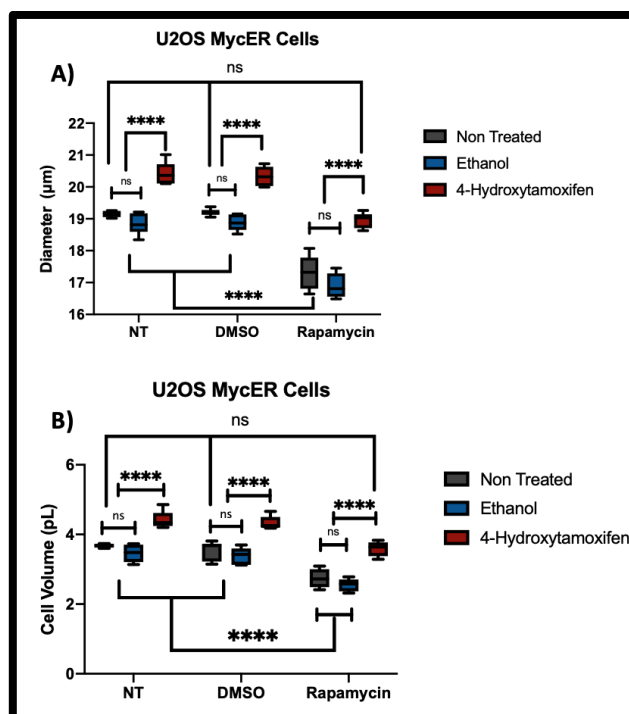 U2OS MycER Cells
A)
ns
**** **** ****
ns ns ns
****
Diameter (µm)
22
21
20
19
18
17
16
NT DMSO Rapamycin
Non Treated
Ethanol
4-Hydroxytamoxifen
U2OS MycER Cells
B)
ns
**** **** ****
ns ns ns
****
Cell Volume (pL)
6
4
2
0
NT DMSO Rapamycin
Non Treated
Ethanol
4-Hydroxytamoxifen